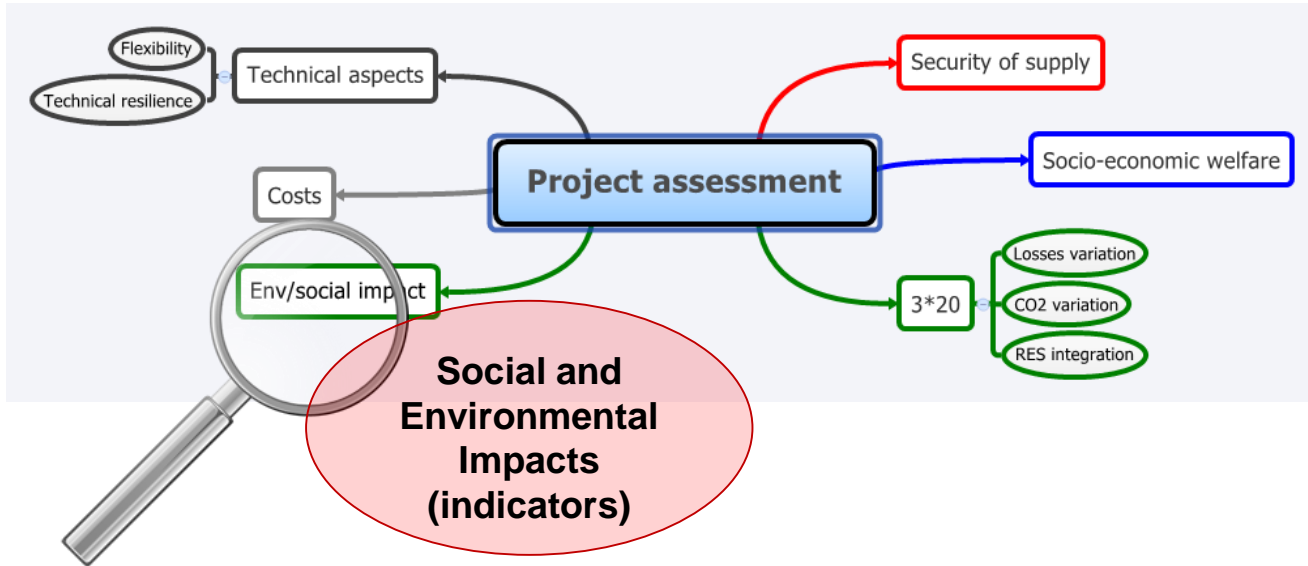 Flexibility
Technical resilience
Technical aspects
Security of supply
Project assessment
Socio-economic welfare
Costs
Env/social impact
3*20
Losses variation
CO2 variation
RES integration
Social and
Environmental
Impacts
(indicators)